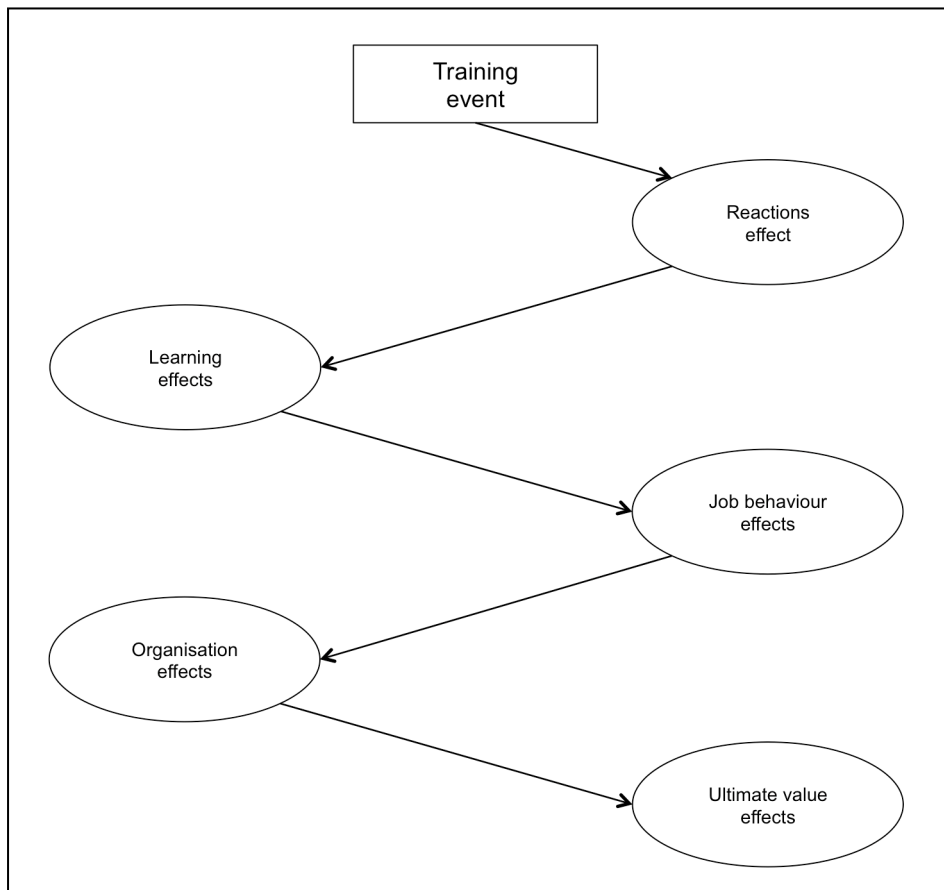 Training
event
Reactions
effect
Learning
effects
Job behaviour
effects
Organisation
effects
Ultimate value
effects